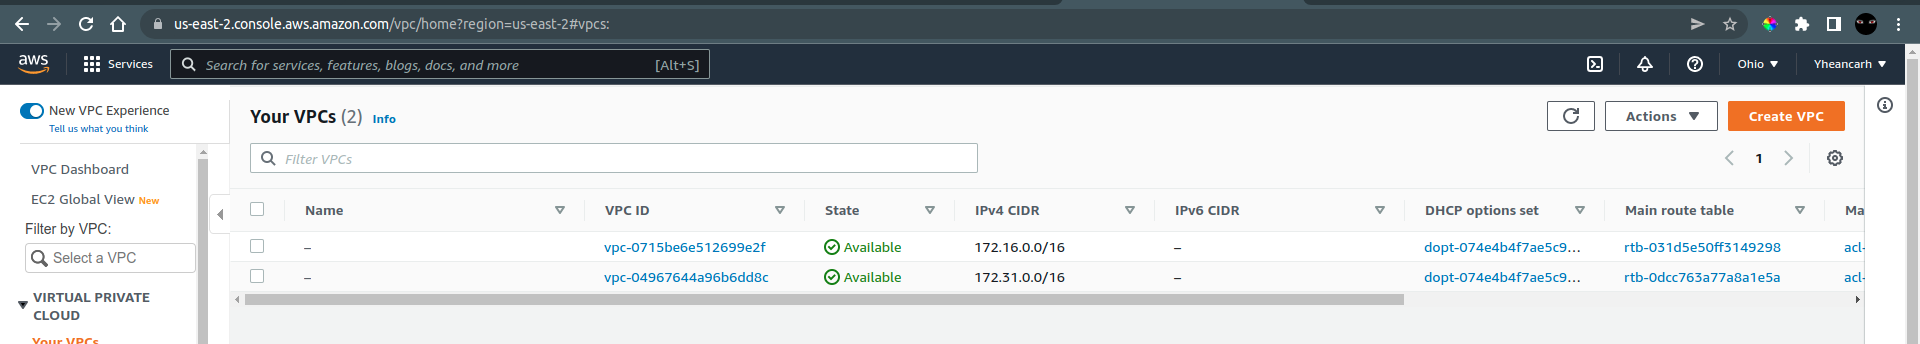 us-east-2.console.aws.amazon.com/vpc/home?region=us-east-2#vpcs:
aws Services Search for services, features, blogs, docs, and more [Alt+S] Ohio Yheancarh
New VPC Experience
Tell us what you think
VPC Dashboard
EC2 Global View New
Filter by VPC:
Select a VPC
VIRTUAL PRIVATE
CLOUD
Your VPCs
Your VPCs (2) Info Actions Create VPC
Filter VPCs 1
Name VPC ID State IPv4 CIDR IPv6 CIDR DHCP options set Main route table Ma
– vpc-0715be6e512699e2f Available 172.16.0.0/16 – dopt-074e4b4f7ae5c9... rtb-031d5e50ff3149298 acl-
– vpc-04967644a96b6dd8c Available 172.31.0.0/16 – dopt-074e4b4f7ae5c9... rtb-0dcc763a77a8a1e5a acl-